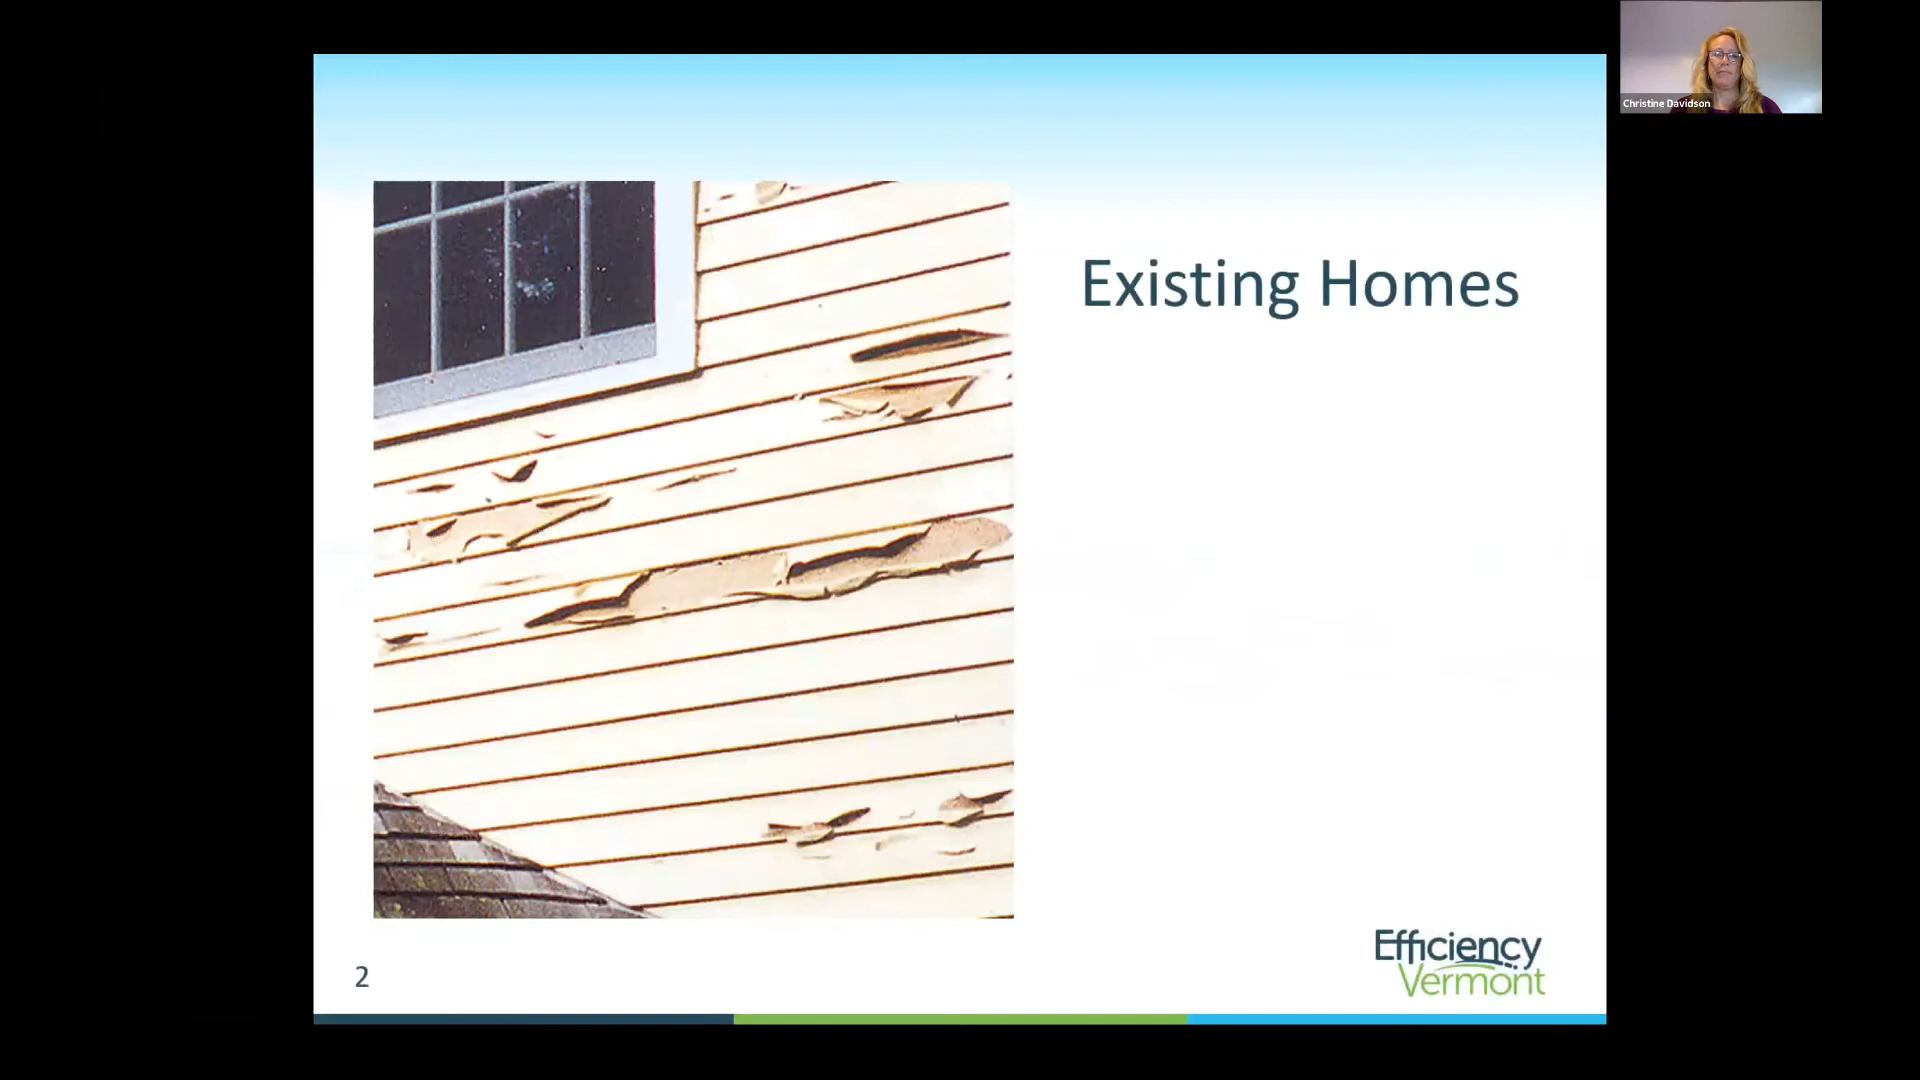 Christine Davidson
Existing Homes
Efficiency
Vermont
2